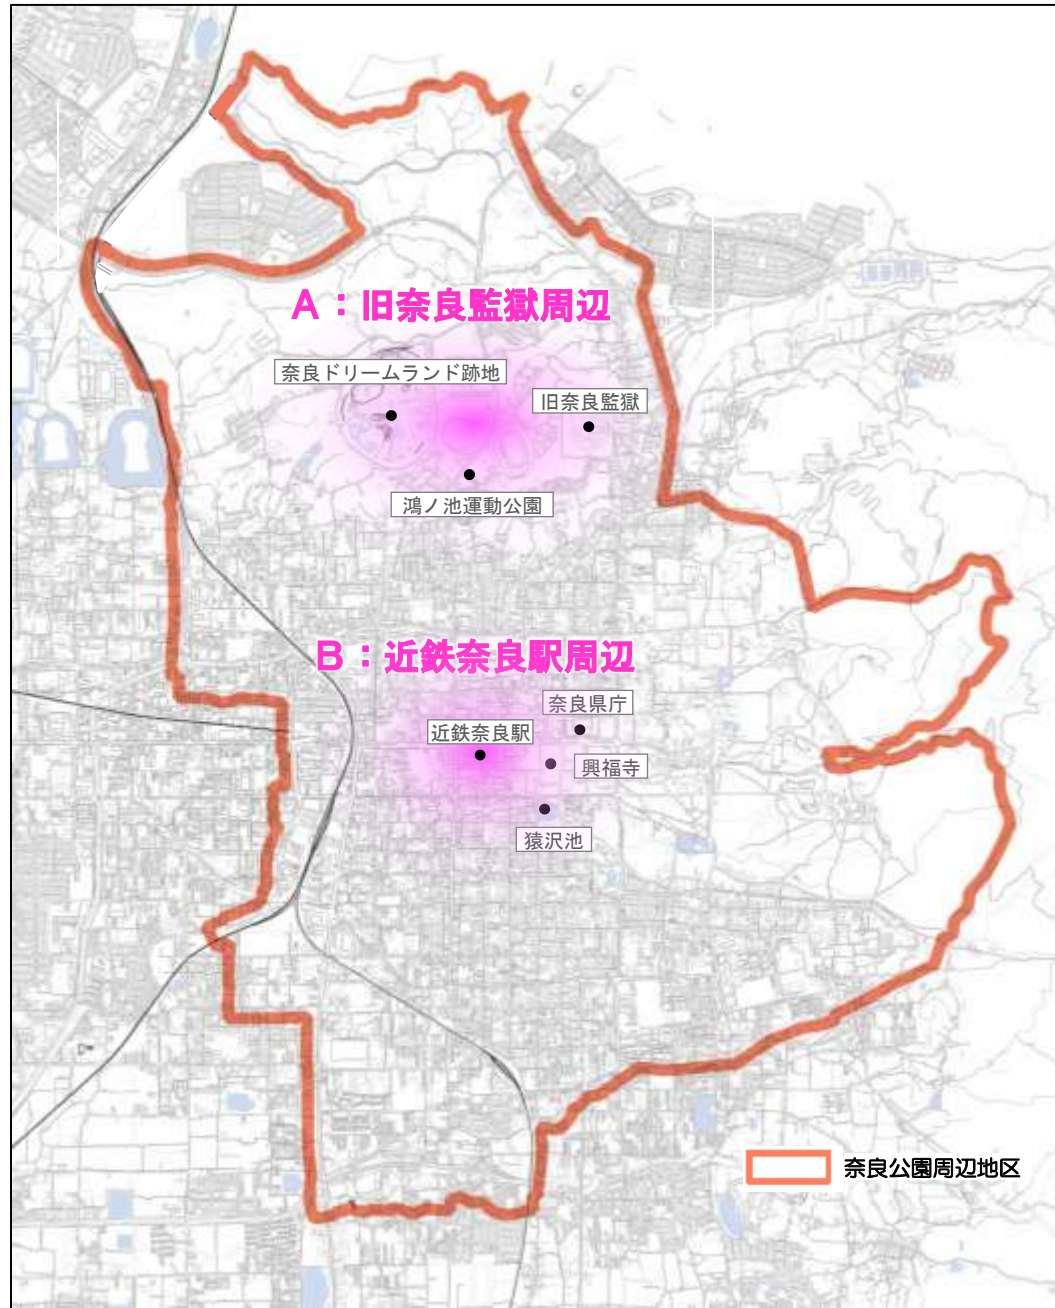 A:旧奈良監獄周辺
奈良ドリームランド跡地
旧奈良監獄
鴻ノ池運動公園
B:近鉄奈良駅周辺
奈良県庁
近鉄奈良駅
興福寺
猿沢池
奈良公園周辺地区